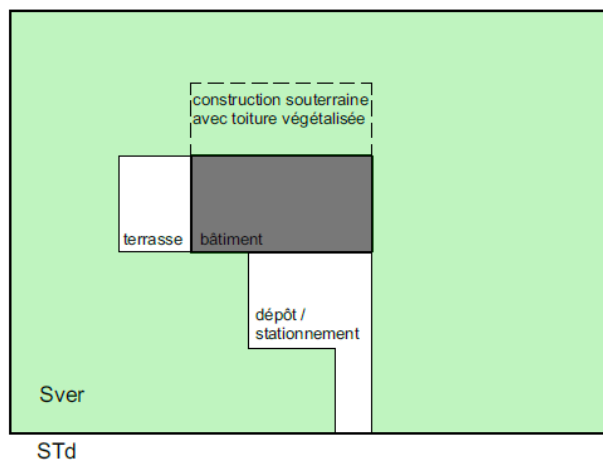 construction souterraine
avec toiture végétalisée
terrasse
bâtiment
dépôt /
stationnement
Sver
STd